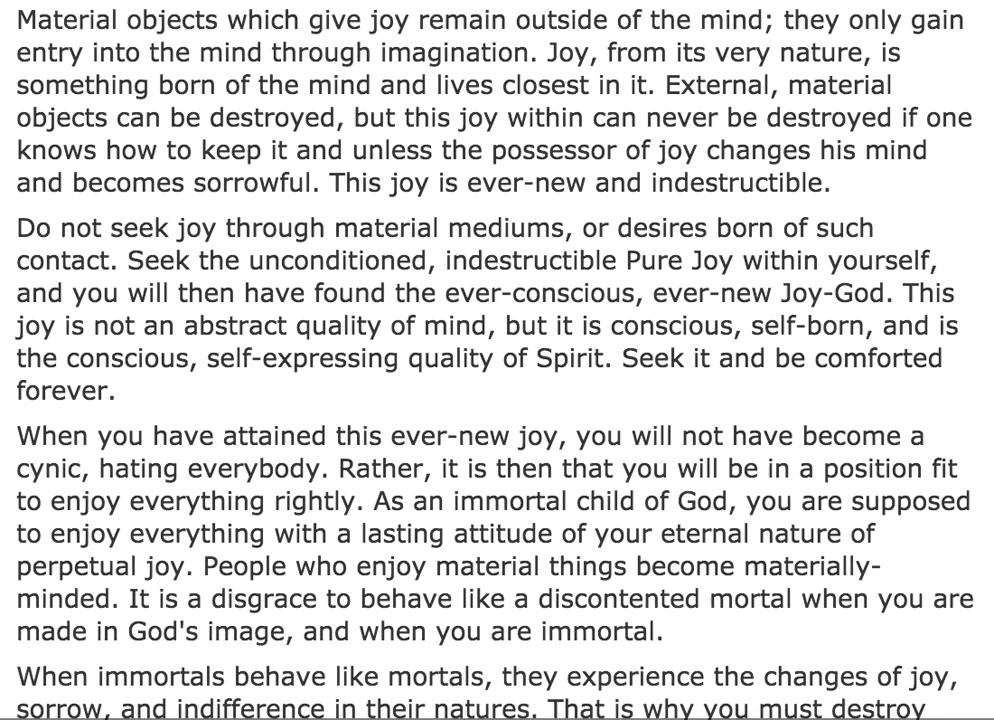 Material objects which give joy remain outside of the mind; they only gain
entry into the mind through imagination. Joy, from its very nature, is
something born of the mind and lives closest in it. External, material
objects can be destroyed, but this joy within can never be destroyed if one
knows how to keep it and unless the possessor of joy changes his mind
and becomes sorrowful. This joy is ever-new and indestructible.
Do not seek joy through material mediums, or desires born of such
contact. Seek the unconditioned, indestructible Pure Joy within yourself,
and you will then have found the ever-conscious, ever-new Joy-God. This
joy is not an abstract quality of mind, but it is conscious, self-born, and is
the conscious, self-expressing quality of Spirit. Seek it and be comforted
forever.
When you have attained this ever-new joy, you will not have become a
cynic, hating everybody. Rather, it is then that you will be in a position fit
to enjoy everything rightly. As an immortal child of God, you are supposed
to enjoy everything with a lasting attitude of your eternal nature of
perpetual joy. People who enjoy material things become materially-
minded. It is a disgrace to behave like a discontented mortal when you are
made in God's image, and when you are immortal.
When immortals behave like mortals, they experience the changes of joy,
sorrow, and indifference in their natures. That is why you must destroy